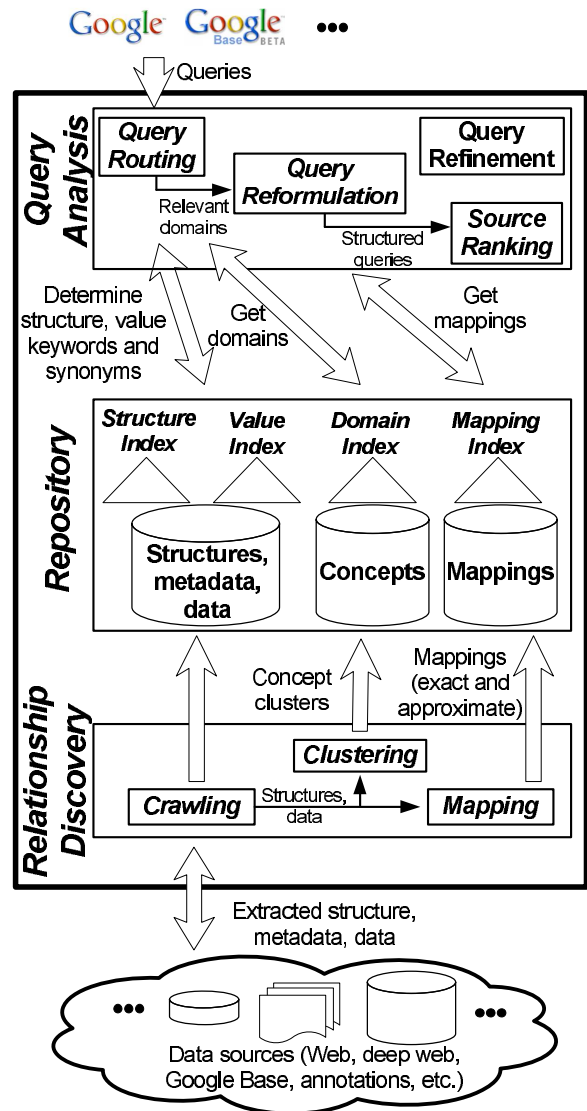 Google Google ...
Base BETA
Queries
Query Analysis
Query
Routing
Query
Reformulation
Query
Refinement
Source
Ranking
Relevant
domains
Structured
queries
Determine
structure, value
keywords and
synonyms
Get
domains
Get
mappings
Repository
Structure
Index
Value
Index
Domain
Index
Mapping
Index
Structures,
metadata,
data
Concepts
Mappings
Concept
clusters
Mappings
(exact and
approximate)
Relationship
Discovery
Clustering
Crawling
Structures,
data
Mapping
Extracted structure,
metadata, data
... ...
Data sources (Web, deep web,
Google Base, annotations, etc.)